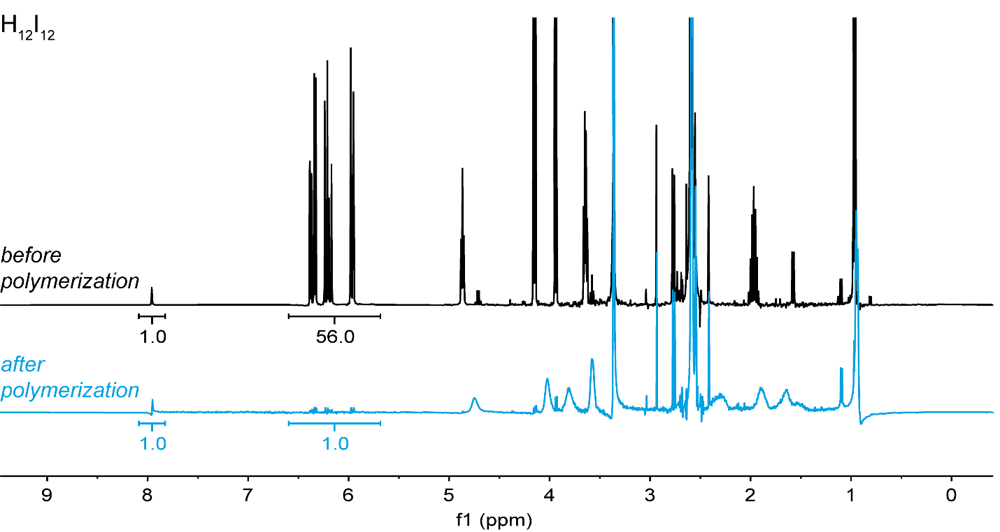 H₁₂I₁₂
before
polymerization
1.0 56.0
after
polymerization
1.0 1.0
9 8 7 6 5 4 3 2 1 0
f1 (ppm)